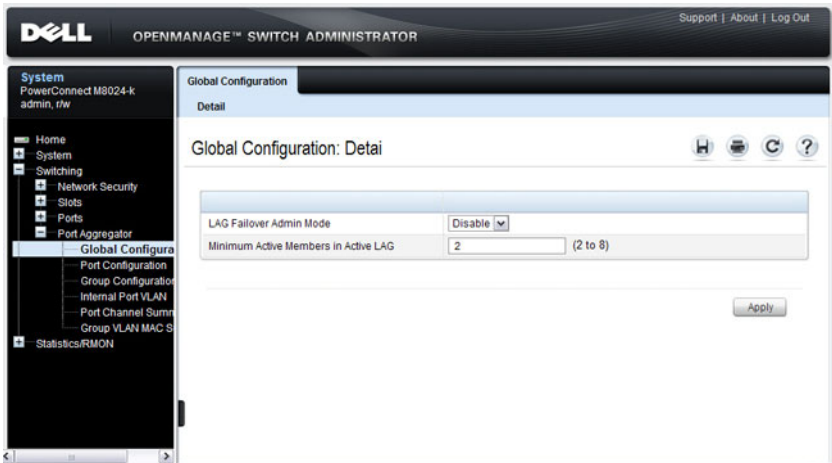 Support | About | Log Out
DELL OPENMANAGE™ SWITCH ADMINISTRATOR
System
PowerConnect M8024-k
admin, r/w
Home
System
Switching
Network Security
Slots
Ports
Port Aggregator
Global Configura
Port Configuration
Group Configuration
Internal Port VLAN
Port Channel Summ
Group VLAN MAC S
Statistics/RMON
Global Configuration
Detail
Global Configuration: Detai
LAG Failover Admin Mode Disable
Minimum Active Members in Active LAG 2 (2 to 8)
Apply